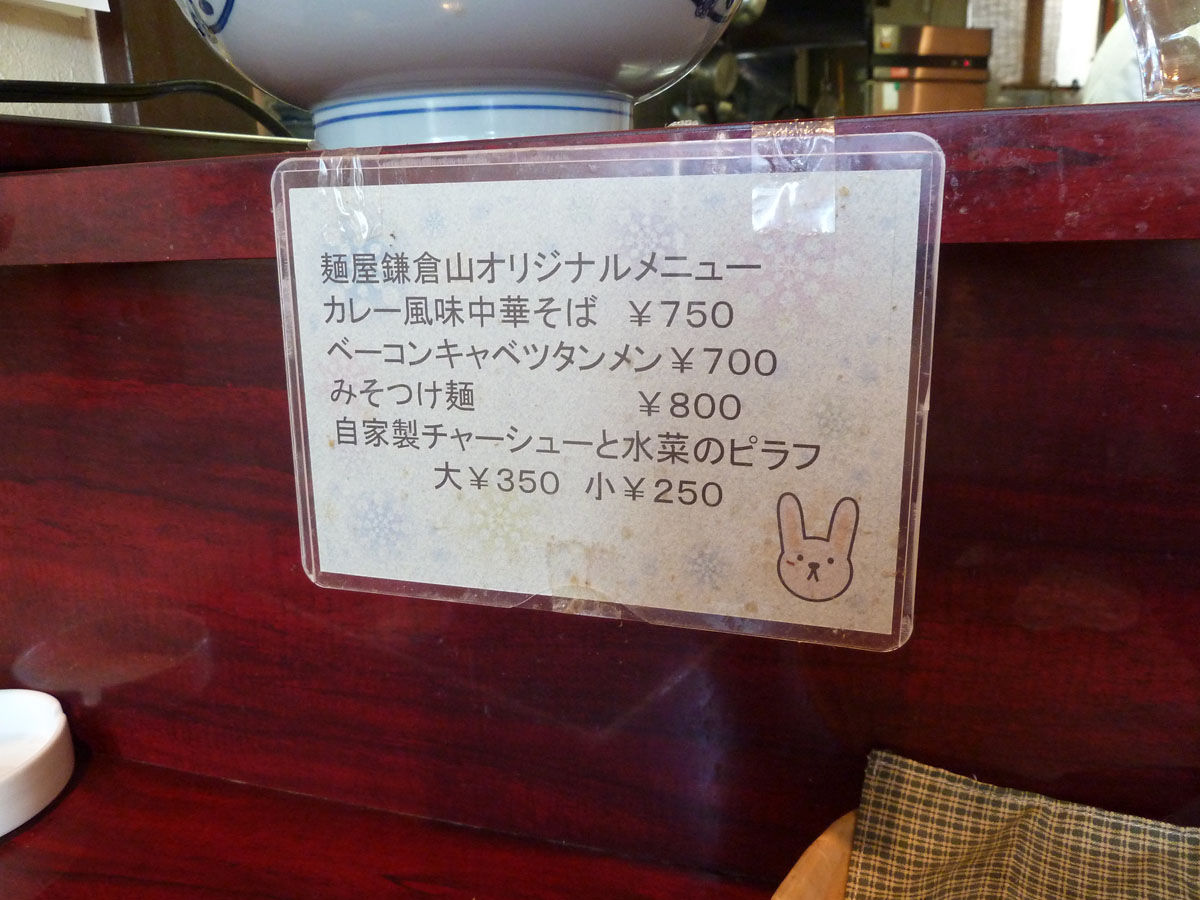 麺屋鎌倉山オリジナルメニュー
カレー風味中華そば ¥750
ベーコンキャベツタンメン¥700
みそつけ麺 ¥800
自家製チャーシューと水菜のピラフ
大¥350 小¥250